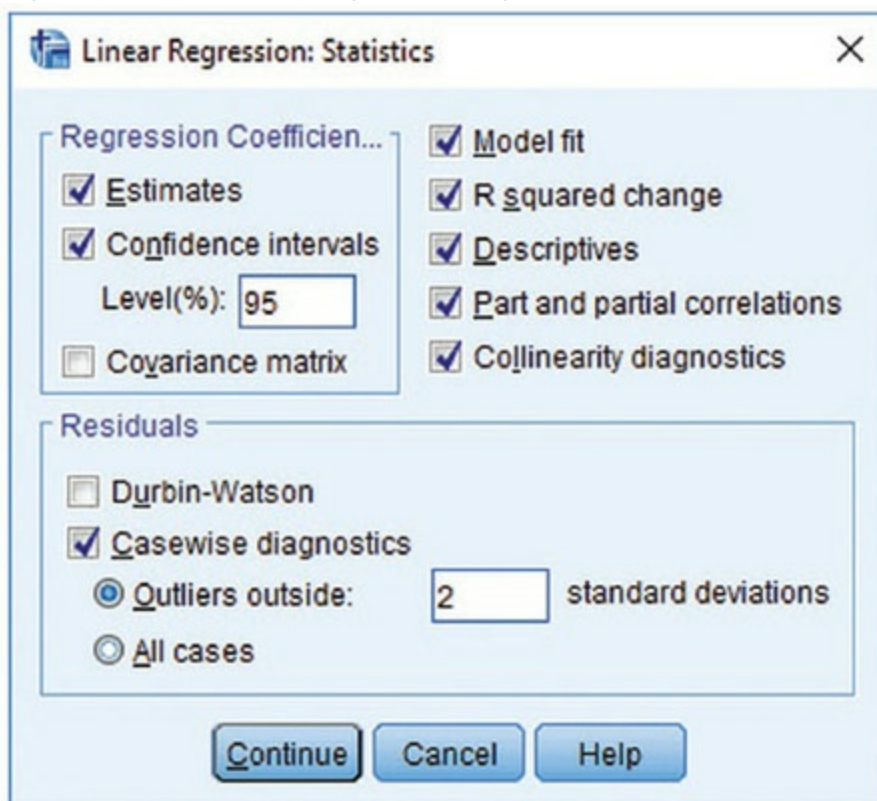 Linear Regression: Statistics
Regression Coefficien...
Estimates
Confidence intervals
Level(%): 95
Covariance matrix
Model fit
R squared change
Descriptives
Part and partial correlations
Collinearity diagnostics
Residuals
Durbin-Watson
Casewise diagnostics
Outliers outside: 2 standard deviations
All cases
Continue Cancel Help